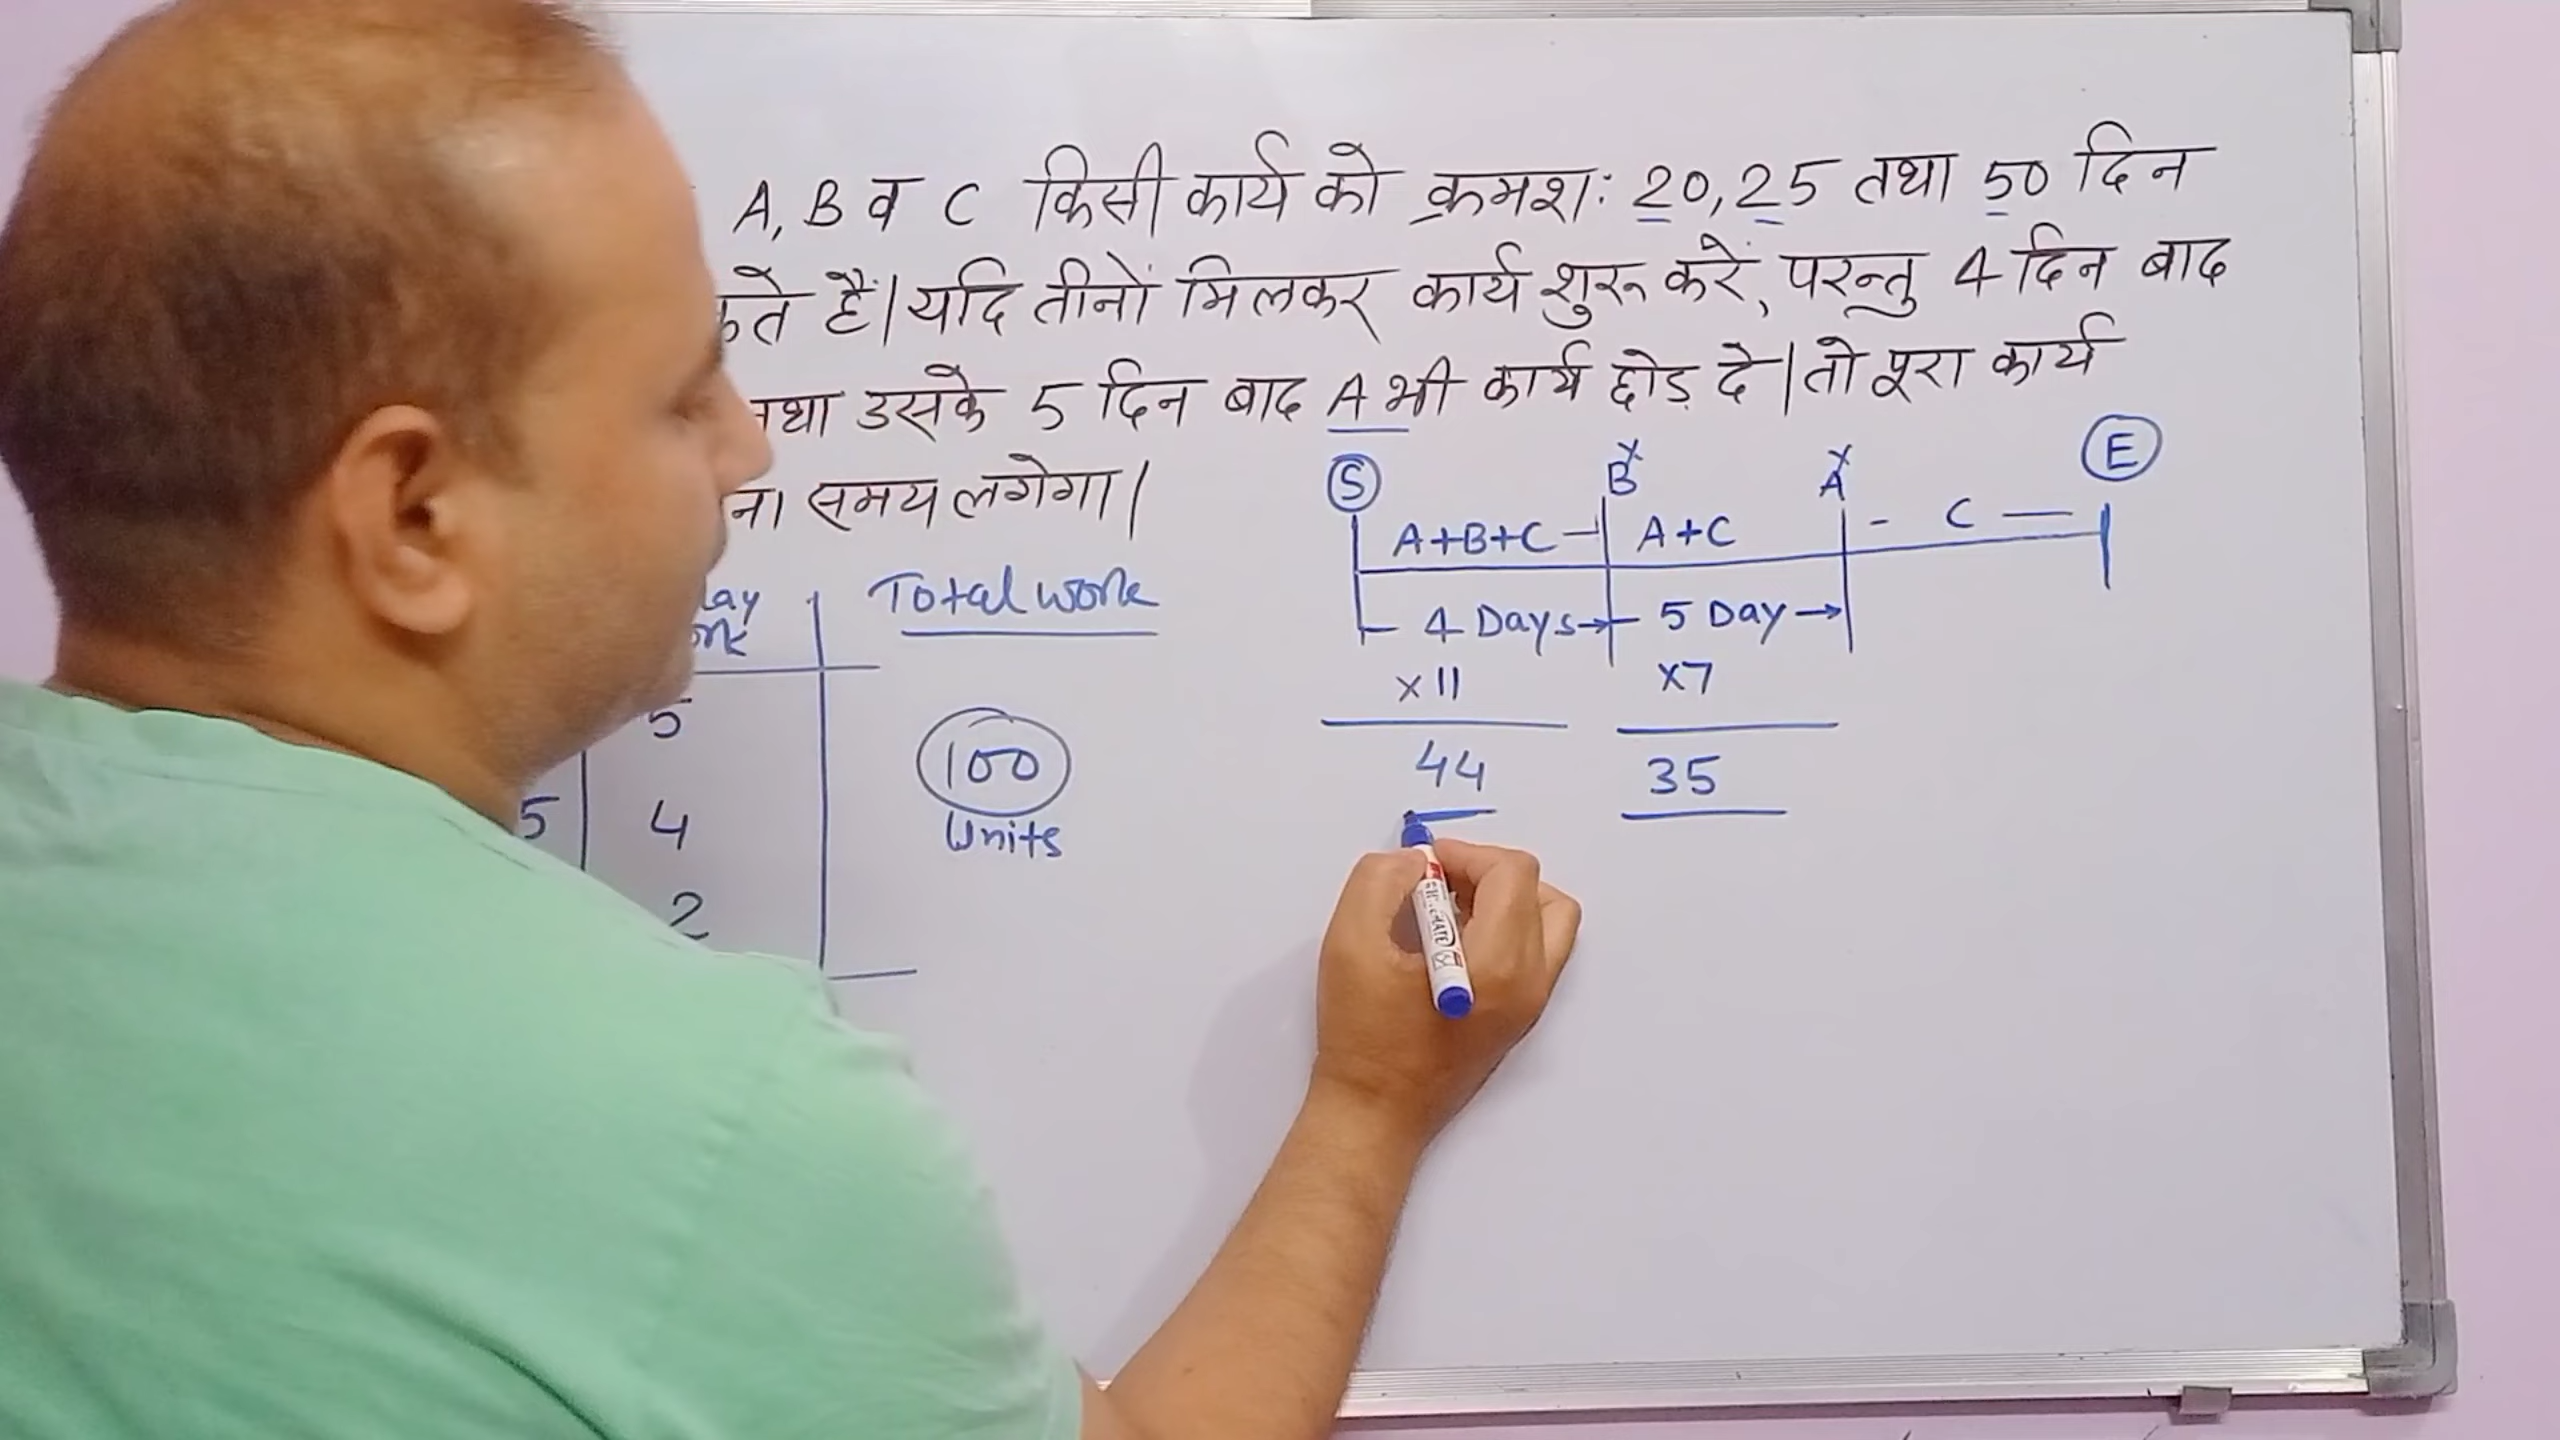 A, B व C किसी कार्य को क्रमशः 20, 25 तथा 50 दिन
हैं। यदि तीनों मिलकर कार्य शुरू करें, परन्तु 4 दिन बाद
तथा उसके 5 दिन बाद A भी कार्य छोड़ दे। तो पूरा कार्य
समय लगेगा।
S B A E
A+B+C A+C - C —
4 Days 5 Day
×11 ×7
44 35
Total work
100
Units
5
5 4
2